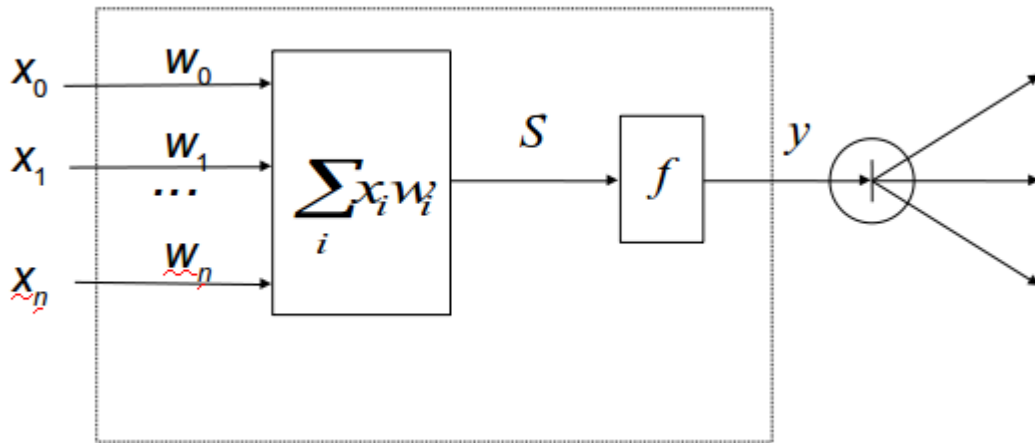 x₀ w₀
x₁ w₁
...
xₙ wₙ
∑ xᵢwᵢ
i
S
f
y